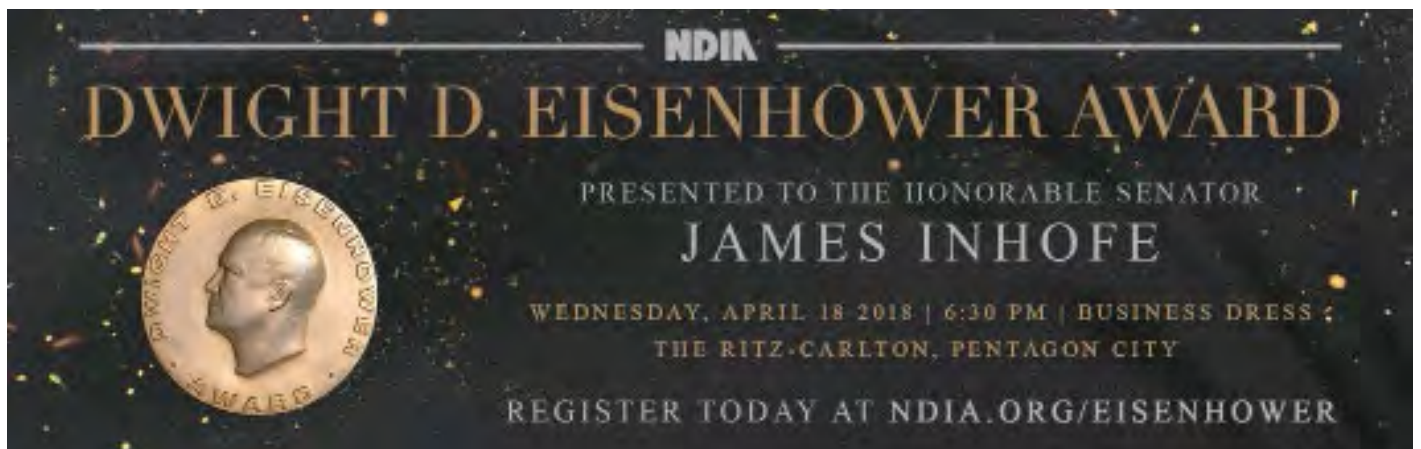 NDIA
DWIGHT D. EISENHOWER AWARD
PRESENTED TO THE HONORABLE SENATOR
JAMES INHOFE
WEDNESDAY, APRIL 18 2018 | 6:30 PM | BUSINESS DRESS
THE RITZ-CARLTON, PENTAGON CITY
REGISTER TODAY AT NDIA.ORG/EISENHOWER
DWIGHT D. EISENHOWER
· AWARD ·